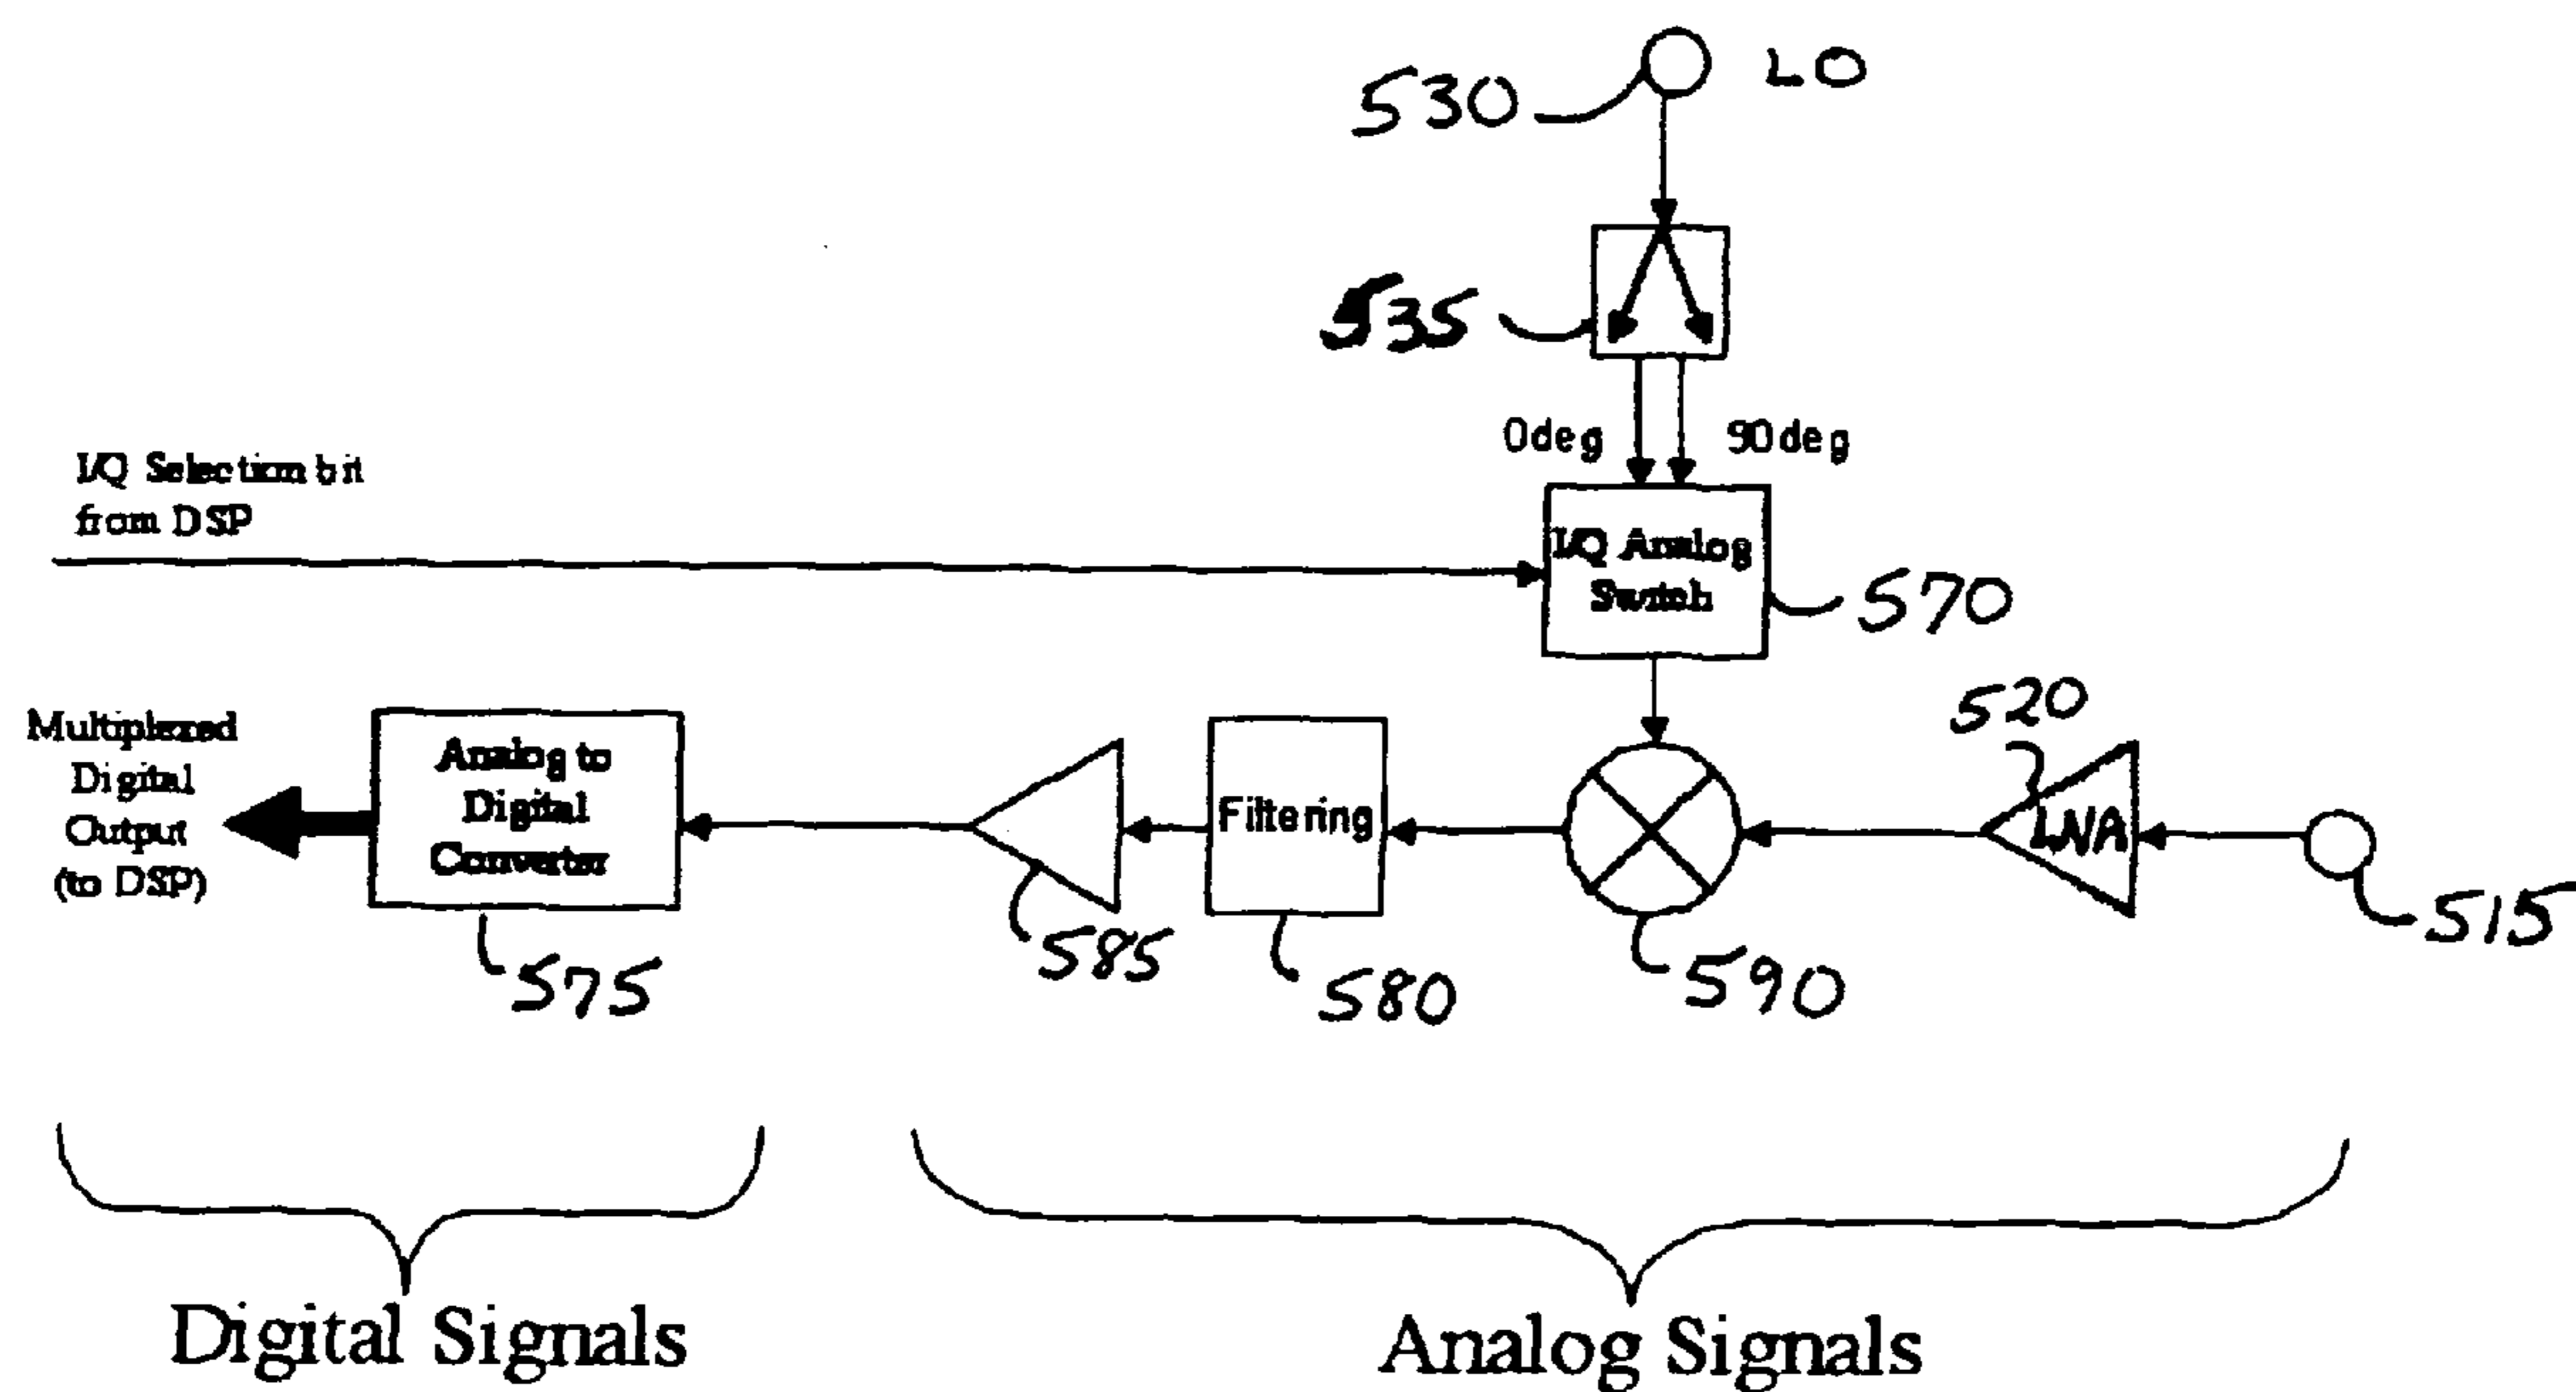 LO
530
535
0deg
90deg
I/Q Selection bit
from DSP
I/Q Analog
Switch
570
520
LNA
Multiplexed
Digital
Output
(to DSP)
Analog to
Digital
Converter
Filtering
515
585
575
580
590
Digital Signals
Analog Signals